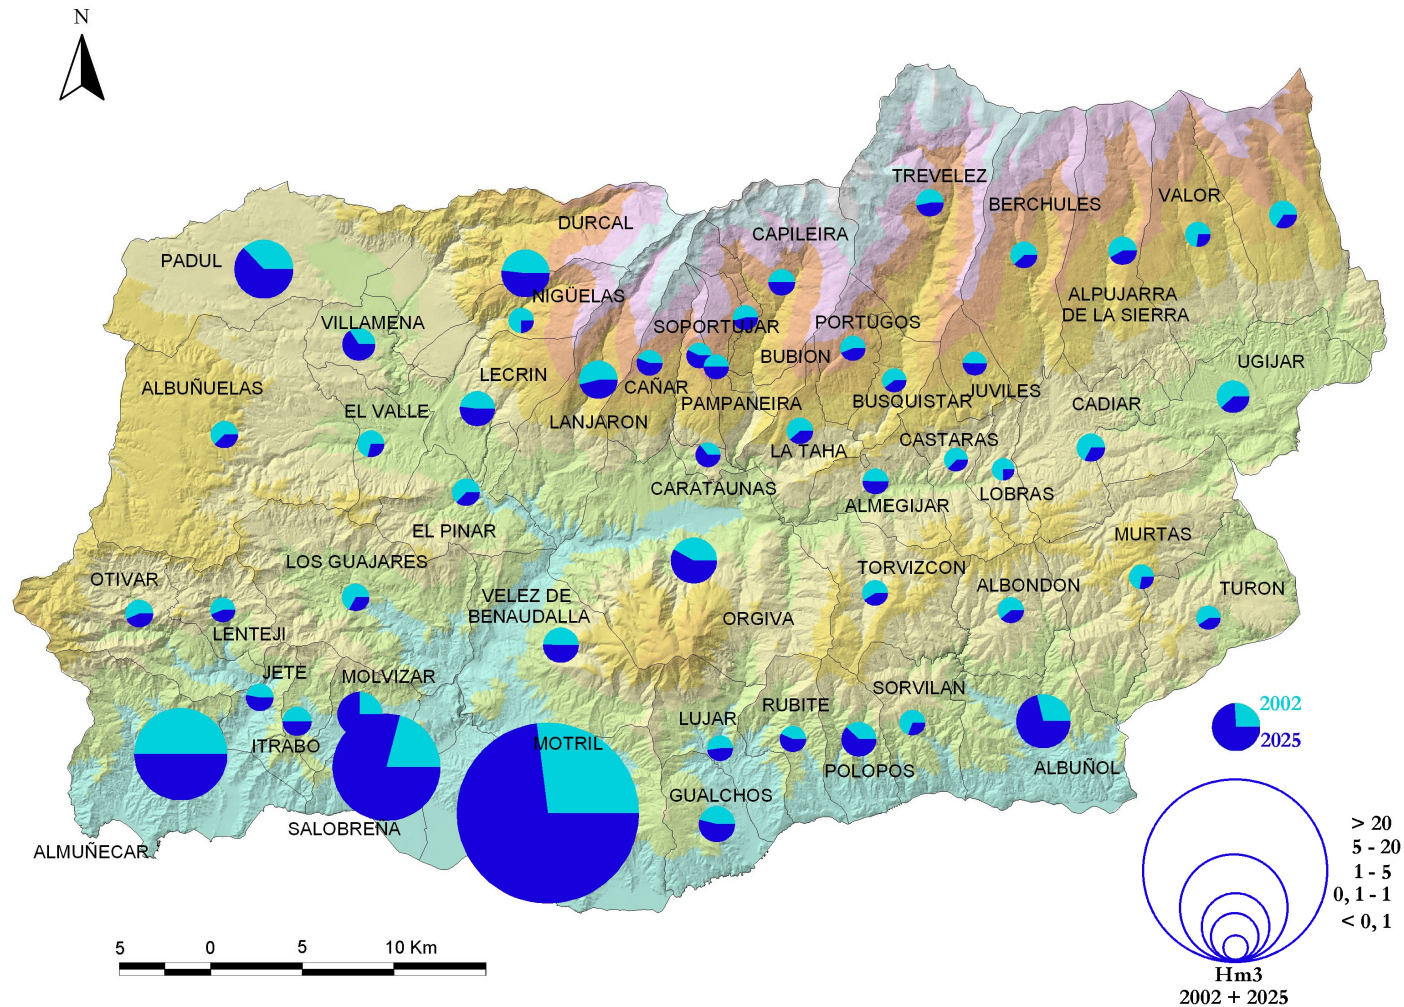 N
TREVELEZ
VALOR
BERCHULES
DURCAL
CAPILEIRA
PADUL
NIGÜELAS
ALPUJARRA
DE LA SIERRA
VILLAMENA
SOPORTUJAR
PORTUGOS
BUBION
UGIJAR
LECRIN
ALBUÑUELAS
CAÑAR
JUVILES
BUSQUISTAR
PAMPANEIRA
CADIAR
EL VALLE
LANJARON
CASTARAS
LA TAHA
CARATAUNAS
LOBRAS
ALMEGIJAR
EL PINAR
MURTAS
LOS GUAJARES
TORVIZCON
OTIVAR
ALBONDON
TURON
VELEZ DE
BENAUDALLA
ORGIVA
LENTEJI
JETE
MOLVIZAR
SORVILAN
RUBITE
LUJAR
2002
2025
MOTRIL
ITRABO
POLOPOS
ALBUÑOL
GUALCHOS
SALOBREÑA
ALMUÑECAR
> 20
5 - 20
1 - 5
0, 1 - 1
< 0, 1
5 0 5 10 Km
Hm3
2002 + 2025